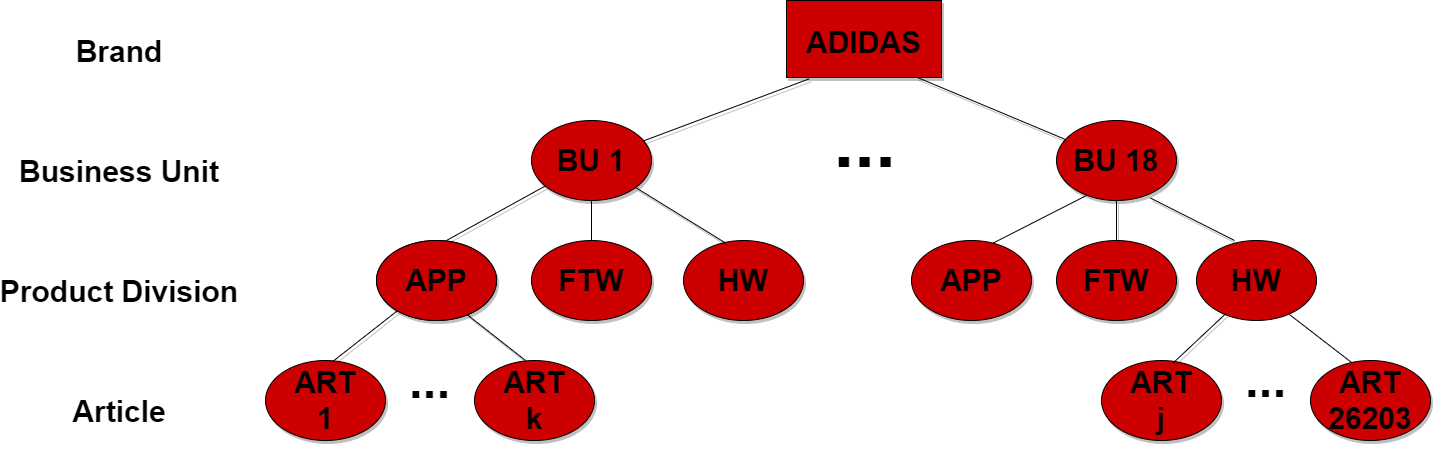 Brand
ADIDAS
Business Unit
BU 1
...
BU 18
Product Division
APP
FTW
HW
APP
FTW
HW
Article
ART
1
...
ART
k
ART
j
...
ART
26203